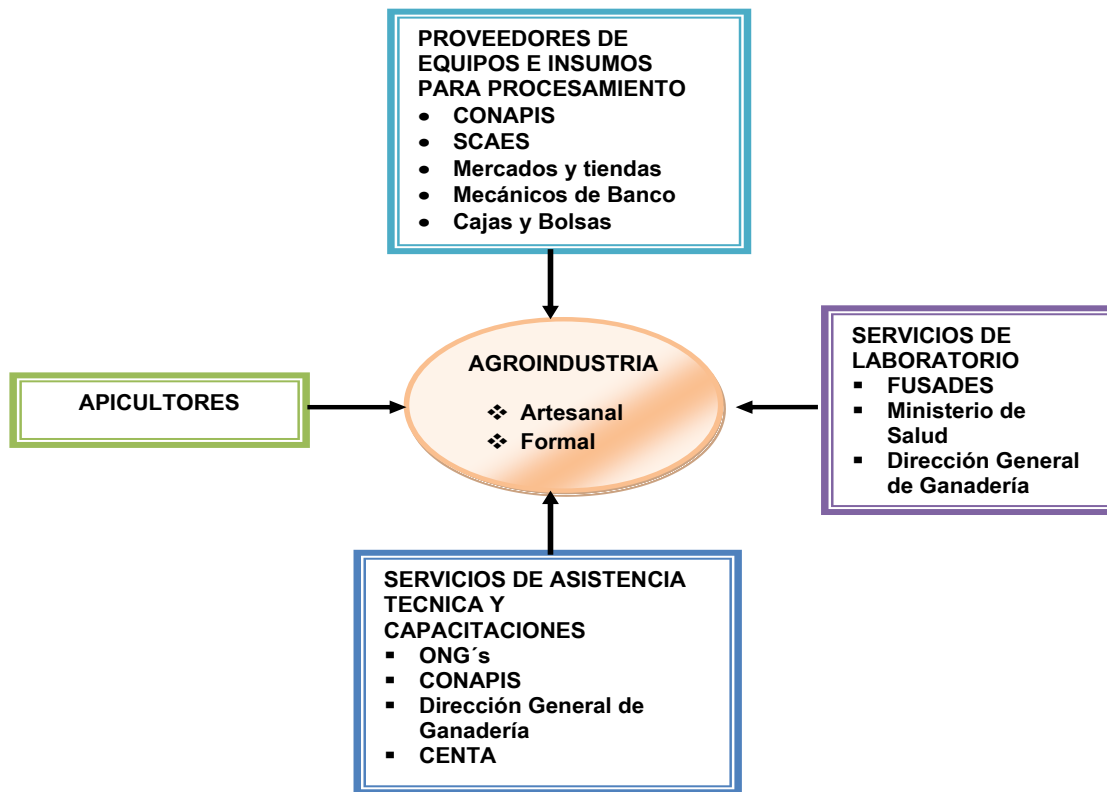 PROVEEDORES DE
EQUIPOS E INSUMOS
PARA PROCESAMIENTO
• CONAPIS
• SCAES
• Mercados y tiendas
• Mecánicos de Banco
• Cajas y Bolsas
APICULTORES
AGROINDUSTRIA
❖ Artesanal
❖ Formal
SERVICIOS DE
LABORATORIO
▪ FUSADES
▪ Ministerio de
Salud
▪ Dirección General
de Ganadería
SERVICIOS DE ASISTENCIA
TECNICA Y
CAPACITACIONES
▪ ONG´s
▪ CONAPIS
▪ Dirección General de
Ganadería
▪ CENTA